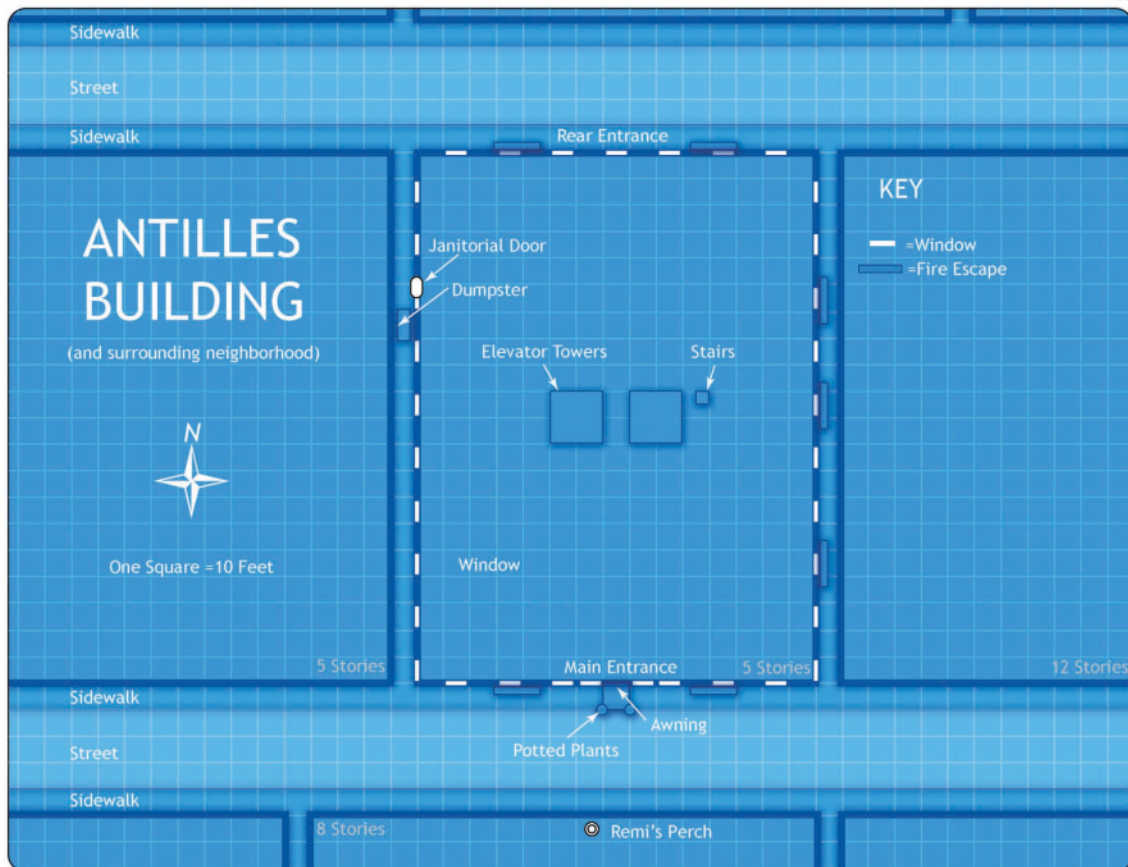 Sidewalk
Street
Sidewalk
Rear Entrance
ANTILLES
BUILDING
(and surrounding neighborhood)
N
One Square =10 Feet
5 Stories
Janitorial Door
Dumpster
Elevator Towers
Stairs
Window
Main Entrance
5 Stories
KEY
=Window
=Fire Escape
12 Stories
Sidewalk
Awning
Potted Plants
Street
Sidewalk
8 Stories
Remi's Perch